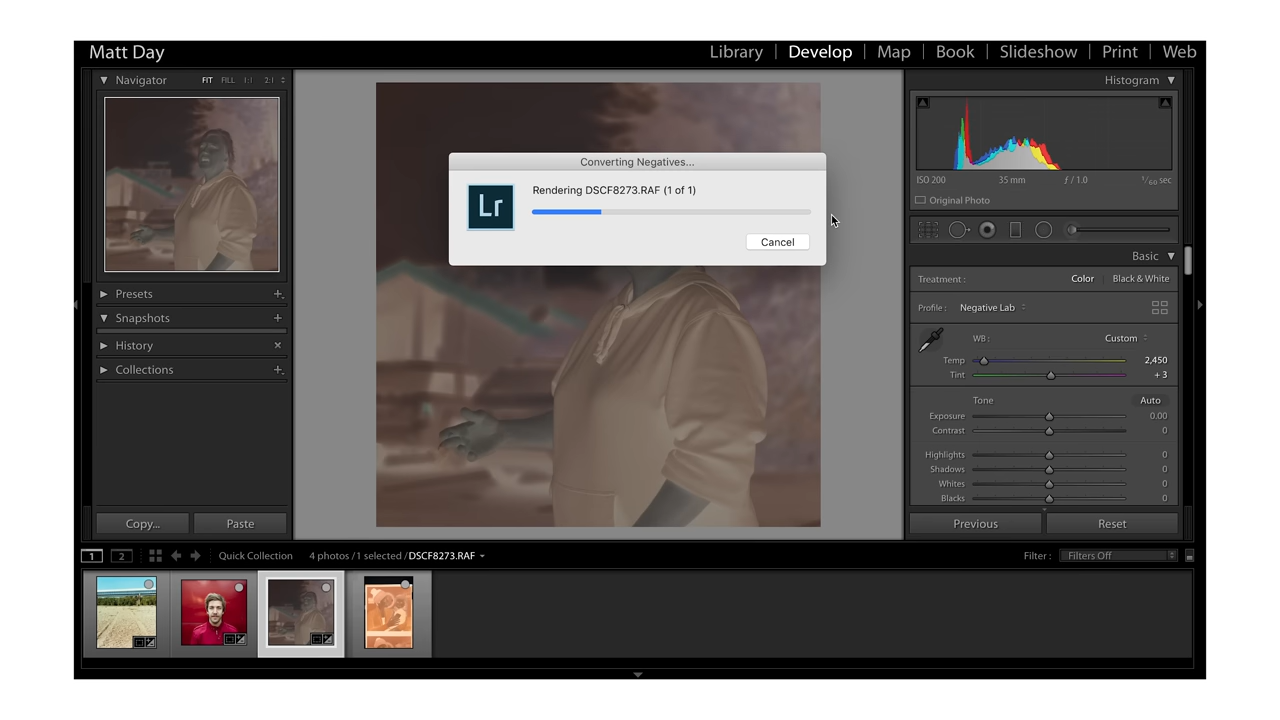 Matt Day
Library | Develop | Map | Book | Slideshow | Print | Web
Navigator FIT FILL 1:1 2:1
Histogram
Converting Negatives...
Lr
Rendering DSCF8273.RAF (1 of 1)
Cancel
ISO 200 35 mm ƒ / 1.0 1/60 sec
Original Photo
Basic
Treatment : Color Black & White
Presets
Snapshots
History
Collections
Profile : Negative Lab
WB : Custom
Temp 2,450
Tint + 3
Tone Auto
Exposure 0.00
Contrast 0
Highlights 0
Shadows 0
Whites 0
Blacks 0
Copy... Paste
Previous Reset
1 2 Quick Collection 4 photos / 1 selected / DSCF8273.RAF
Filter : Filters Off